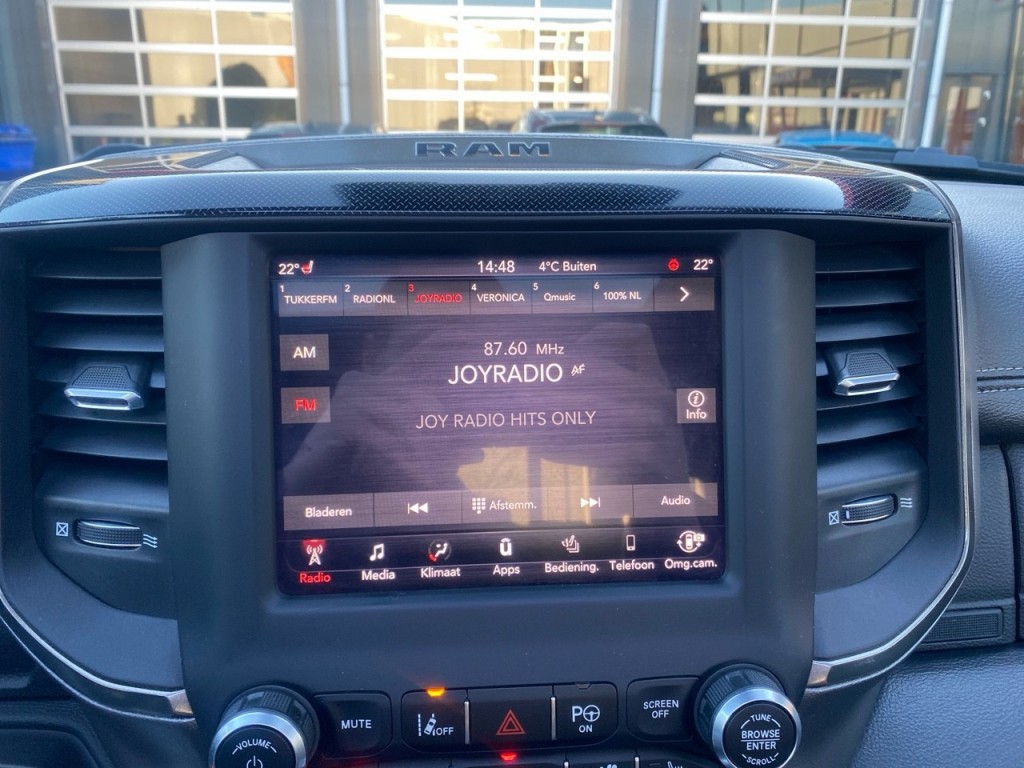 RAM
22° 14:48 4°C Buiten 22°
1 TUKKERFM 2 RADIONL 3 JOYRADIO 4 VERONICA 5 Qmusic 6 100% NL
AM
87.60 MHz
JOYRADIO AF
FM
Info
JOY RADIO HITS ONLY
Bladeren Afstemm. Audio
Radio Media Klimaat Apps Bediening. Telefoon Omg.cam.
MUTE
OFF
P ON
SCREEN
OFF
VOLUME
TUNE
BROWSE
ENTER
SCROLL